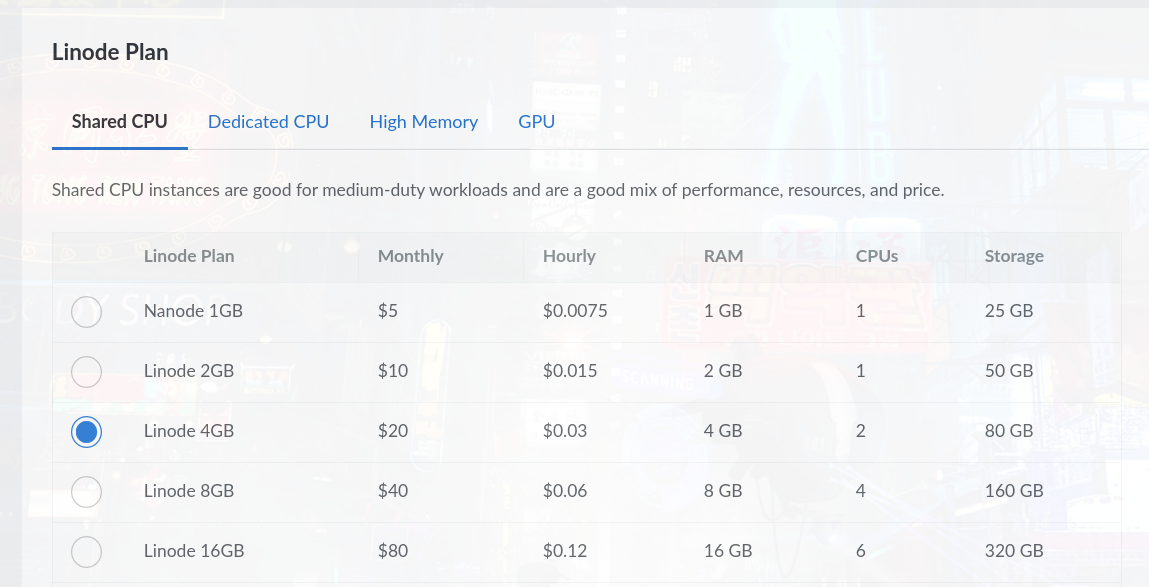 Linode Plan
Shared CPU Dedicated CPU High Memory GPU
Shared CPU instances are good for medium-duty workloads and are a good mix of performance, resources, and price.
Linode Plan Monthly Hourly RAM CPUs Storage
Nanode 1GB $5 $0.0075 1 GB 1 25 GB
Linode 2GB $10 $0.015 2 GB 1 50 GB
Linode 4GB $20 $0.03 4 GB 2 80 GB
Linode 8GB $40 $0.06 8 GB 4 160 GB
Linode 16GB $80 $0.12 16 GB 6 320 GB